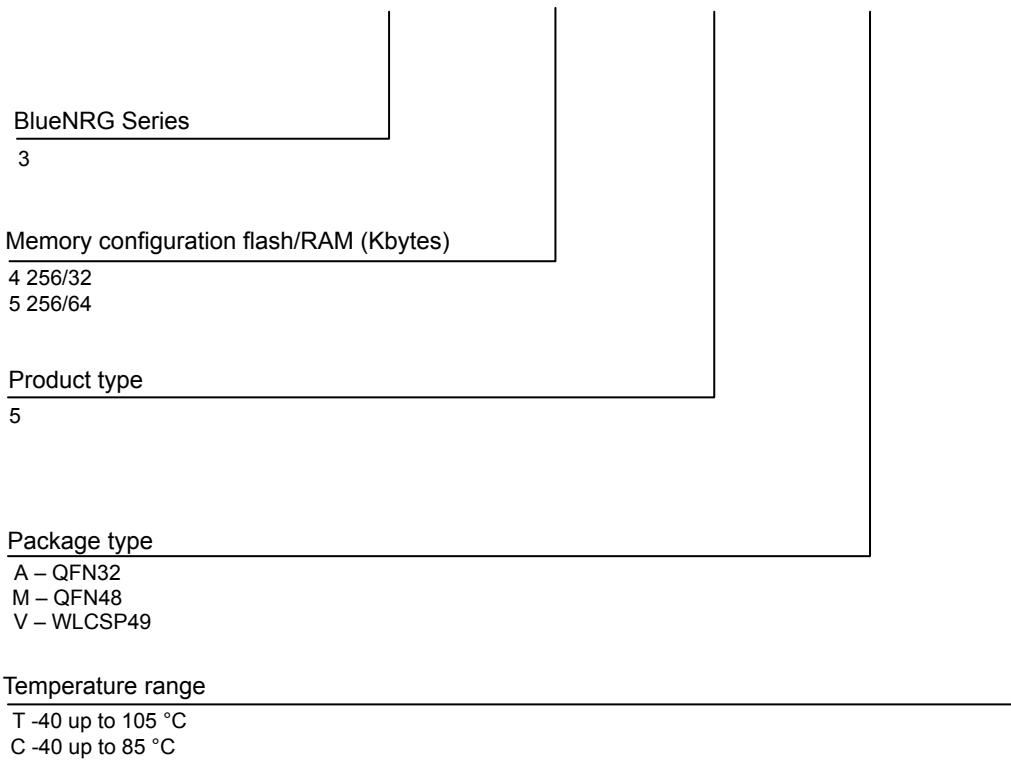 BlueNRG Series
3
Memory configuration flash/RAM (Kbytes)
4 256/32
5 256/64
Product type
5
Package type
A – QFN32
M – QFN48
V – WLCSP49
Temperature range
T -40 up to 105 °C
C -40 up to 85 °C